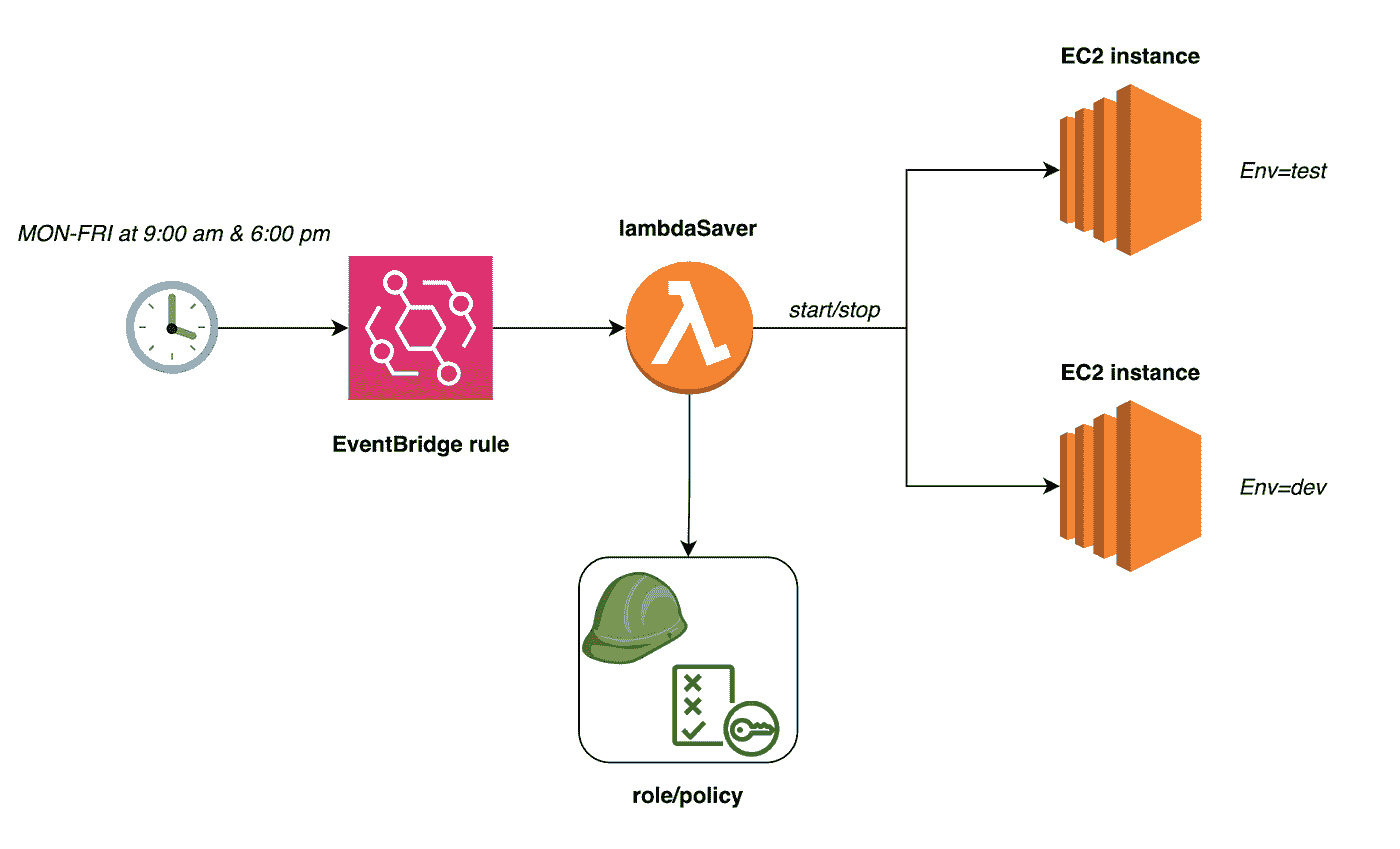 EC2 instance
Env=test
MON-FRI at 9:00 am & 6:00 pm
lambdaSaver
start/stop
EventBridge rule
EC2 instance
Env=dev
role/policy